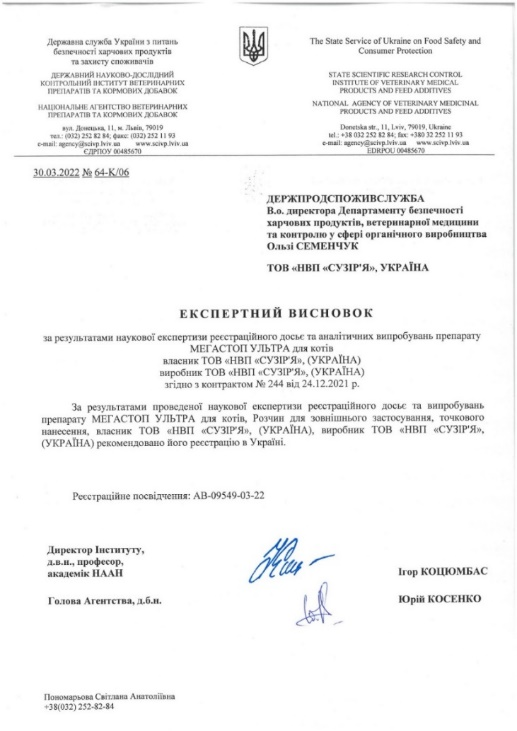 Державна служба України з питань
безпечності харчових продуктів
та захисту споживачів
ДЕРЖАВНИЙ НАУКОВО-ДОСЛІДНИЙ
КОНТРОЛЬНИЙ ІНСТИТУТ ВЕТЕРИНАРНИХ
ПРЕПАРАТІВ ТА КОРМОВИХ ДОБАВОК
НАЦІОНАЛЬНЕ АГЕНТСТВО ВЕТЕРИНАРНИХ
ПРЕПАРАТІВ ТА КОРМОВИХ ДОБАВОК
вул. Донецька, 11, м. Львів, 79019
тел.: (032) 252 82 84; факс: (032) 252 11 93
e-mail: agency@scivp.lviv.ua www.scivp.lviv.ua
ЄДРПОУ 00485670
The State Service of Ukraine on Food Safety and
Consumer Protection
STATE SCIENTIFIC RESEARCH CONTROL
INSTITUTE OF VETERINARY MEDICAL
PRODUCTS AND FEED ADDITIVES
NATIONAL AGENCY OF VETERINARY MEDICINAL
PRODUCTS AND FEED ADDITIVES
Donetska str., 11, Lviv, 79019, Ukraine
tel.: +38 032 252 82 84; fax: +380 32 252 11 93
e-mail: agency@scivp.lviv.ua www.scivp.lviv.ua
EDRPOU 00485670
30.03.2022 № 64-К/06
ДЕРЖПРОДСПОЖИВСЛУЖБА
В.о. директора Департаменту безпечності
харчових продуктів, ветеринарної медицини
та контролю у сфері органічного виробництва
Ользі СЕМЕНЧУК
ТОВ «НВП «СУЗІР'Я», УКРАЇНА
ЕКСПЕРТНИЙ ВИСНОВОК
за результатами наукової експертизи реєстраційного досьє та аналітичних випробувань препарату
МЕГАСТОП УЛЬТРА для котів
власник ТОВ «НВП «СУЗІР'Я», (УКРАЇНА)
виробник ТОВ «НВП «СУЗІР'Я», (УКРАЇНА)
згідно з контрактом № 244 від 24.12.2021 р.
За результатами проведеної наукової експертизи реєстраційного досьє та випробувань
препарату МЕГАСТОП УЛЬТРА для котів, Розчин для зовнішнього застосування, точкового
нанесення, власник ТОВ «НВП «СУЗІР'Я», (УКРАЇНА), виробник ТОВ «НВП «СУЗІР'Я»,
(УКРАЇНА) рекомендовано його реєстрацію в Україні.
Реєстраційне посвідчення: АВ-09549-03-22
Директор Інституту,
д.в.н., професор,
академік НААН
Ігор КОЦЮМБАС
Голова Агентства, д.б.н.
Юрій КОСЕНКО
Пономарьова Світлана Анатоліївна
+38(032) 252-82-84